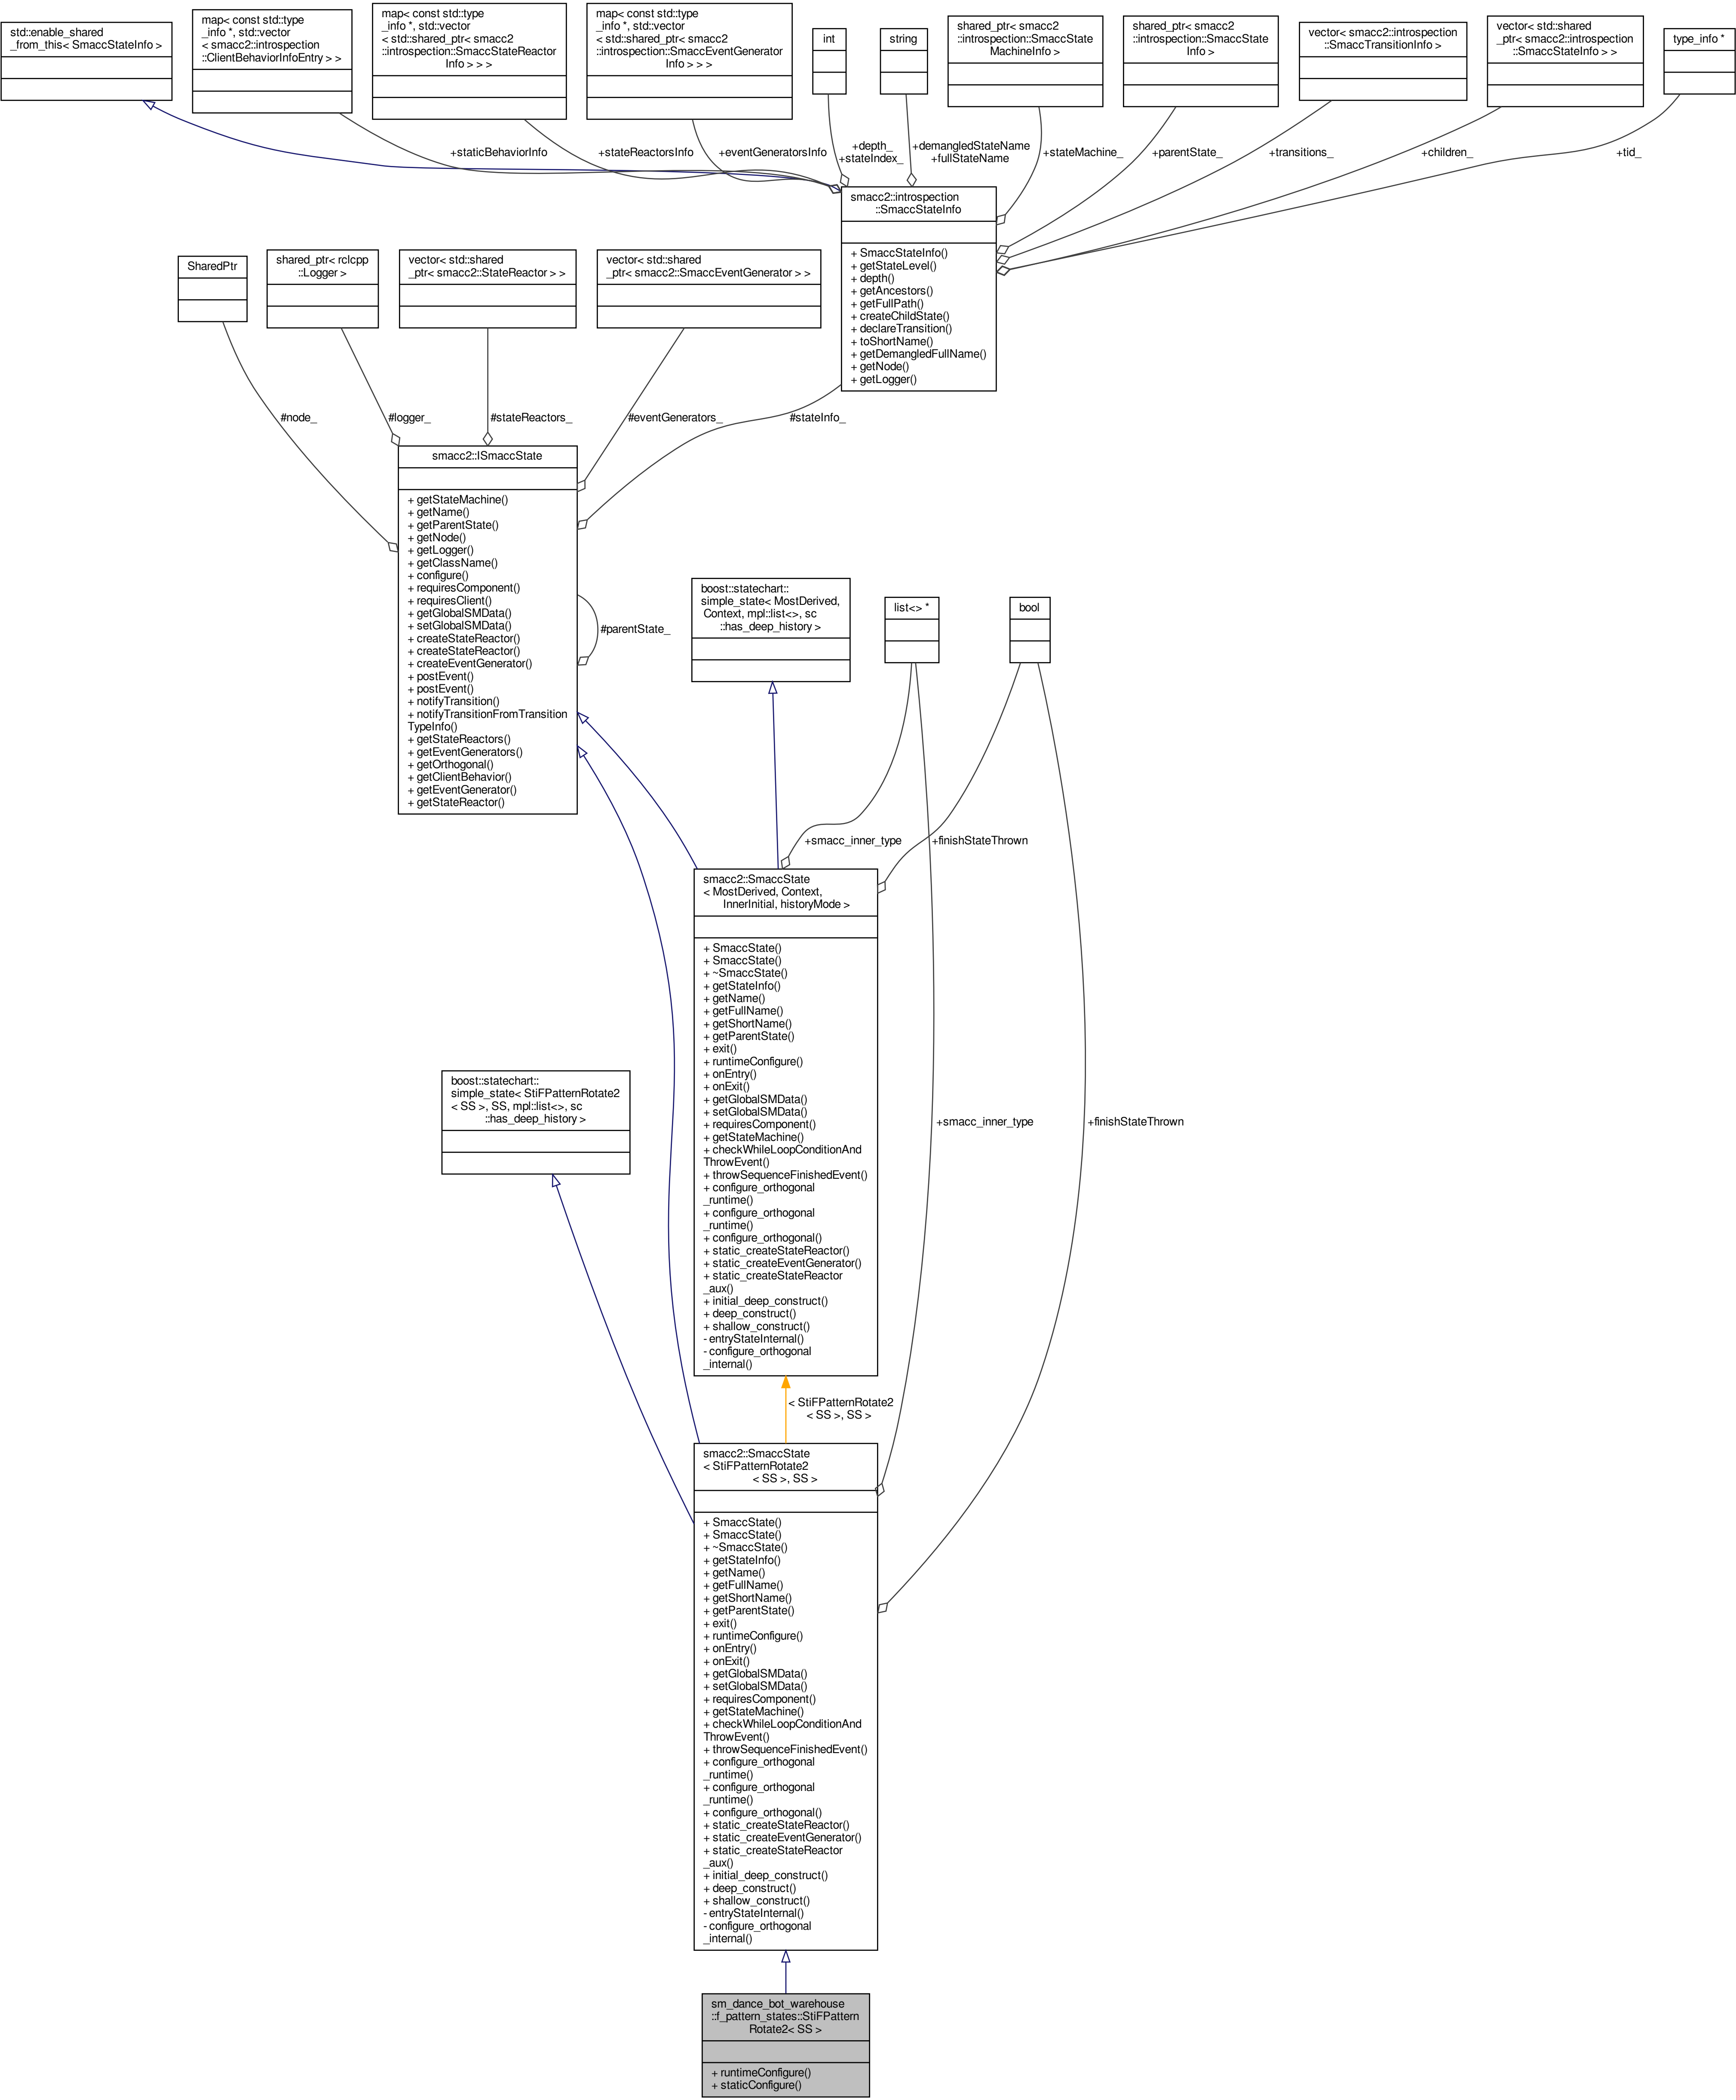 std::enable_shared
_from_this< SmaccStateInfo >
map< const std::type
_info *, std::vector
< smacc2::introspection
::ClientBehaviorInfoEntry > >
map< const std::type
_info *, std::vector
< std::shared_ptr< smacc2
::introspection::SmaccStateReactor
Info > > >
map< const std::type
_info *, std::vector
< std::shared_ptr< smacc2
::introspection::SmaccEventGenerator
Info > > >
int
string
shared_ptr< smacc2
::introspection::SmaccState
MachineInfo >
shared_ptr< smacc2
::introspection::SmaccState
Info >
vector< smacc2::introspection
::SmaccTransitionInfo >
vector< std::shared
_ptr< smacc2::introspection
::SmaccStateInfo > >
type_info *
+staticBehaviorInfo
+stateReactorsInfo
+eventGeneratorsInfo
+depth_
+stateIndex_
+demangledStateName
+fullStateName
+stateMachine_
+parentState_
+transitions_
+children_
+tid_
smacc2::introspection
::SmaccStateInfo
+ SmaccStateInfo()
+ getStateLevel()
+ depth()
+ getAncestors()
+ getFullPath()
+ createChildState()
+ declareTransition()
+ toShortName()
+ getDemangledFullName()
+ getNode()
+ getLogger()
SharedPtr
shared_ptr< rclcpp
::Logger >
vector< std::shared
_ptr< smacc2::StateReactor > >
vector< std::shared
_ptr< smacc2::SmaccEventGenerator > >
#node_
#logger_
#stateReactors_
#eventGenerators_
#stateInfo_
smacc2::ISmaccState
+ getStateMachine()
+ getName()
+ getParentState()
+ getNode()
+ getLogger()
+ getClassName()
+ configure()
+ requiresComponent()
+ requiresClient()
+ getGlobalSMData()
+ setGlobalSMData()
+ createStateReactor()
+ createStateReactor()
+ createEventGenerator()
+ postEvent()
+ postEvent()
+ notifyTransition()
+ notifyTransitionFromTransition
TypeInfo()
+ getStateReactors()
+ getEventGenerators()
+ getOrthogonal()
+ getClientBehavior()
+ getEventGenerator()
+ getStateReactor()
#parentState_
boost::statechart::
simple_state< MostDerived,
Context, mpl::list<>, sc
::has_deep_history >
list<> *
bool
+smacc_inner_type
+finishStateThrown
smacc2::SmaccState
< MostDerived, Context,
InnerInitial, historyMode >
+ SmaccState()
+ SmaccState()
+ ~SmaccState()
+ getStateInfo()
+ getName()
+ getFullName()
+ getShortName()
+ getParentState()
+ exit()
+ runtimeConfigure()
+ onEntry()
+ onExit()
+ getGlobalSMData()
+ setGlobalSMData()
+ requiresComponent()
+ getStateMachine()
+ checkWhileLoopConditionAnd
ThrowEvent()
+ throwSequenceFinishedEvent()
+ configure_orthogonal
_runtime()
+ configure_orthogonal
_runtime()
+ configure_orthogonal()
+ static_createStateReactor()
+ static_createEventGenerator()
+ static_createStateReactor
_aux()
+ initial_deep_construct()
+ deep_construct()
+ shallow_construct()
- entryStateInternal()
- configure_orthogonal
_internal()
boost::statechart::
simple_state< StiFPatternRotate2
< SS >, SS, mpl::list<>, sc
::has_deep_history >
+smacc_inner_type
+finishStateThrown
< StiFPatternRotate2
< SS >, SS >
smacc2::SmaccState
< StiFPatternRotate2
< SS >, SS >
+ SmaccState()
+ SmaccState()
+ ~SmaccState()
+ getStateInfo()
+ getName()
+ getFullName()
+ getShortName()
+ getParentState()
+ exit()
+ runtimeConfigure()
+ onEntry()
+ onExit()
+ getGlobalSMData()
+ setGlobalSMData()
+ requiresComponent()
+ getStateMachine()
+ checkWhileLoopConditionAnd
ThrowEvent()
+ throwSequenceFinishedEvent()
+ configure_orthogonal
_runtime()
+ configure_orthogonal
_runtime()
+ configure_orthogonal()
+ static_createStateReactor()
+ static_createEventGenerator()
+ static_createStateReactor
_aux()
+ initial_deep_construct()
+ deep_construct()
+ shallow_construct()
- entryStateInternal()
- configure_orthogonal
_internal()
sm_dance_bot_warehouse
::f_pattern_states::StiFPattern
Rotate2< SS >
+ runtimeConfigure()
+ staticConfigure()